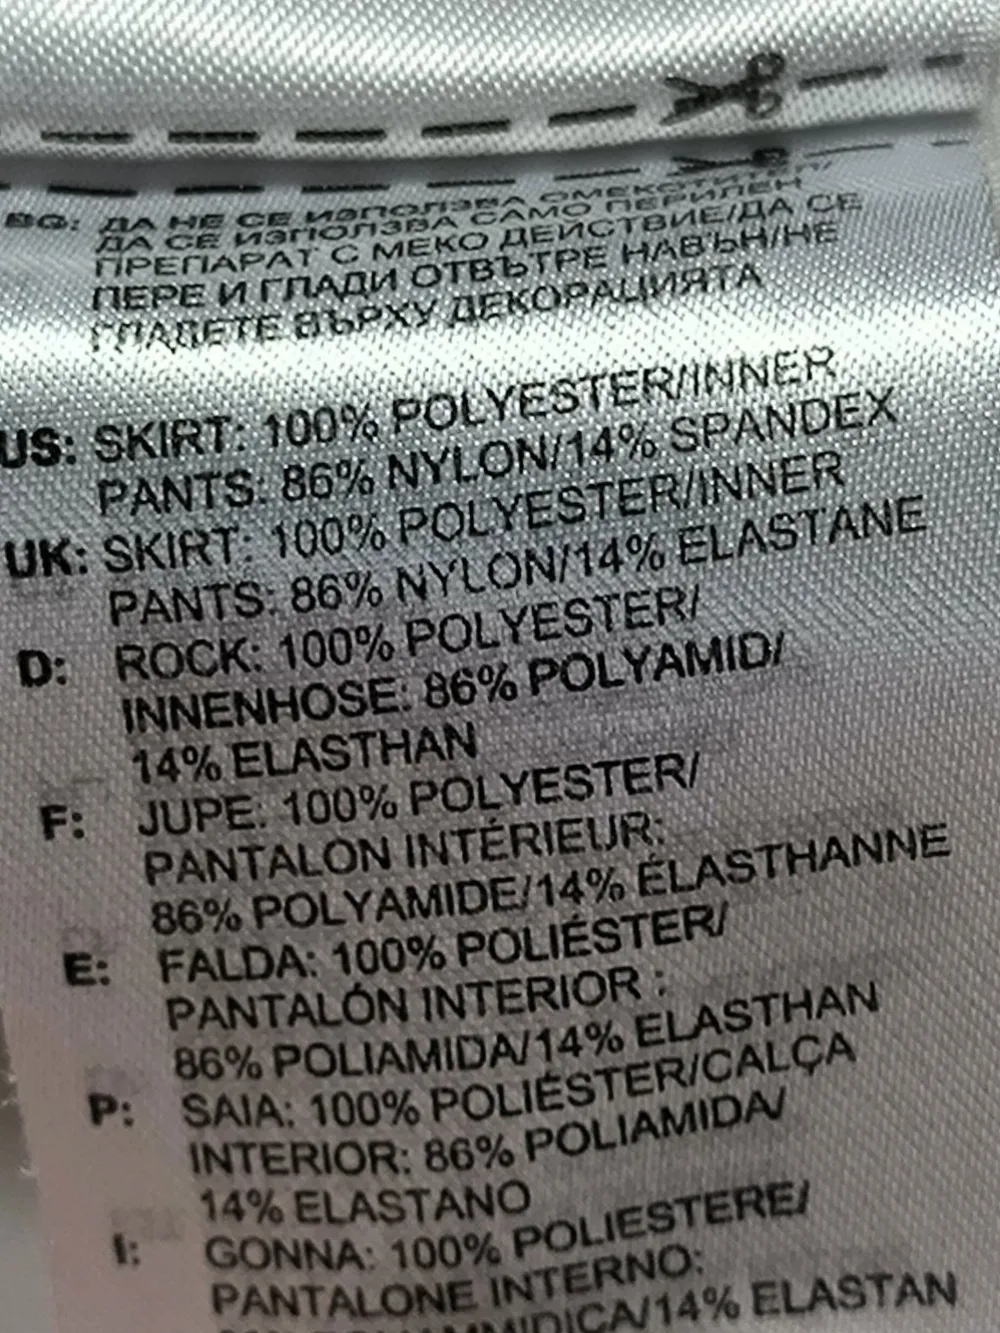 BG: ДА НЕ СЕ ИЗПОЛЗВА ОМЕКОТИТЕЛ/
ДА СЕ ИЗПОЛЗВА САМО ПЕРИЛЕН
ПРЕПАРАТ С МЕКО ДЕЙСТВИЕ/ДА СЕ
ПЕРЕ И ГЛАДИ ОТВЪТРЕ НАВЪН/НЕ
ГЛАДЕТЕ ВЪРХУ ДЕКОРАЦИЯТА
US: SKIRT: 100% POLYESTER/INNER
PANTS: 86% NYLON/14% SPANDEX
UK: SKIRT: 100% POLYESTER/INNER
PANTS: 86% NYLON/14% ELASTANE
D: ROCK: 100% POLYESTER/
INNENHOSE: 86% POLYAMID/
14% ELASTHAN
F: JUPE: 100% POLYESTER/
PANTALON INTÉRIEUR:
86% POLYAMIDE/14% ÉLASTHANNE
E: FALDA: 100% POLIÉSTER/
PANTALÓN INTERIOR :
86% POLIAMIDA/14% ELASTHAN
P: SAIA: 100% POLIÉSTER/CALÇA
INTERIOR: 86% POLIAMIDA/
14% ELASTANO
I: GONNA: 100% POLIESTERE/
PANTALONE INTERNO:
14% ELASTAN